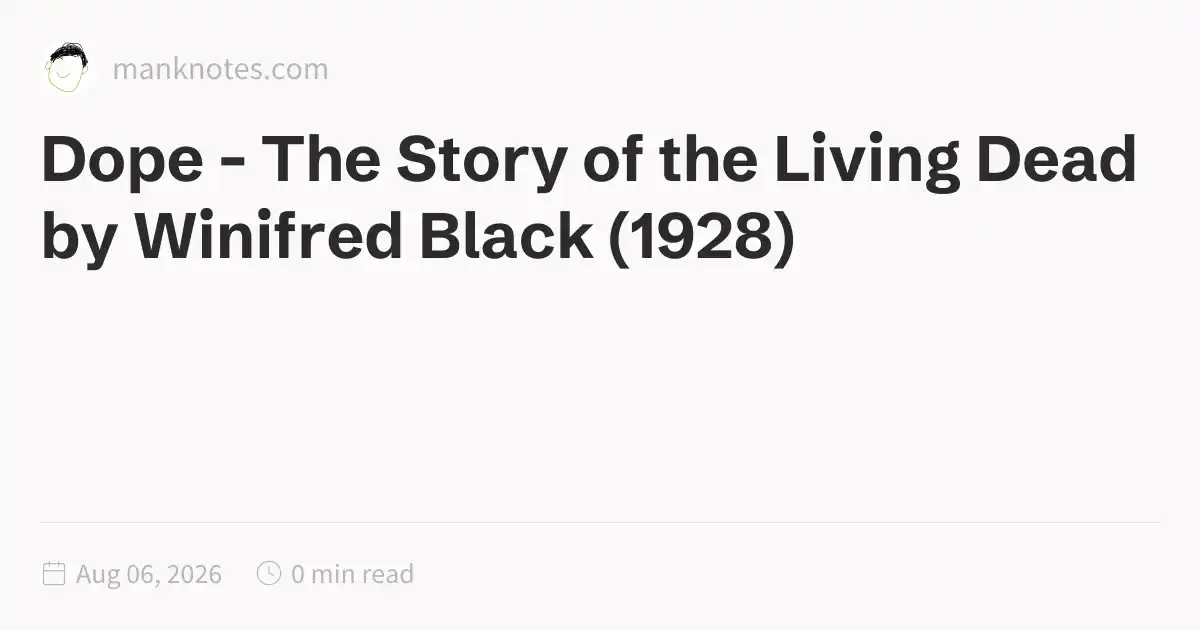 manknotes.com
Dope - The Story of the Living Dead
by Winifred Black (1928)
Aug 06, 2026 0 min read